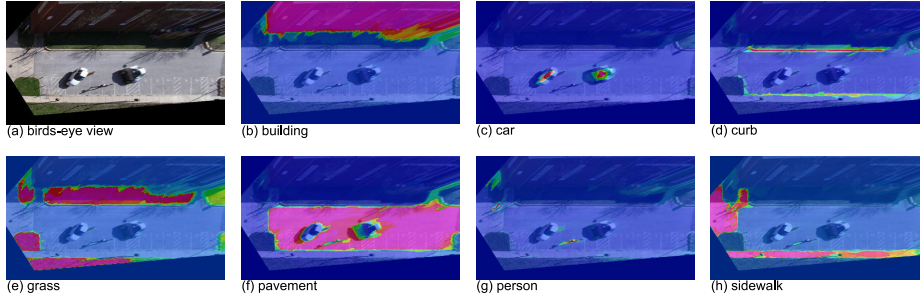 (a) birds-eye view
(b) building
(c) car
(d) curb
(e) grass
(f) pavement
(g) person
(h) sidewalk